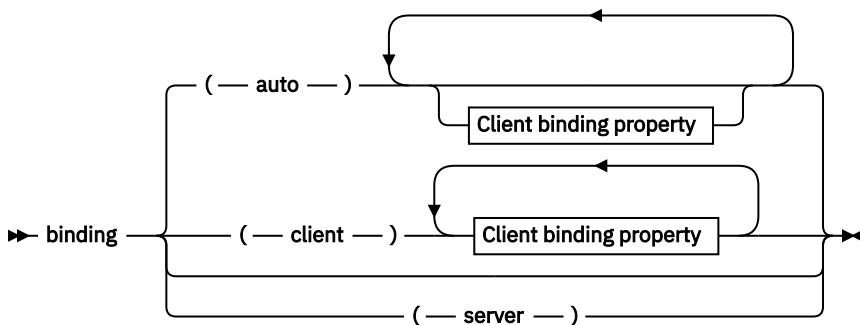 ( — auto — )
Client binding property
binding ( — client — ) Client binding property
( — server — )